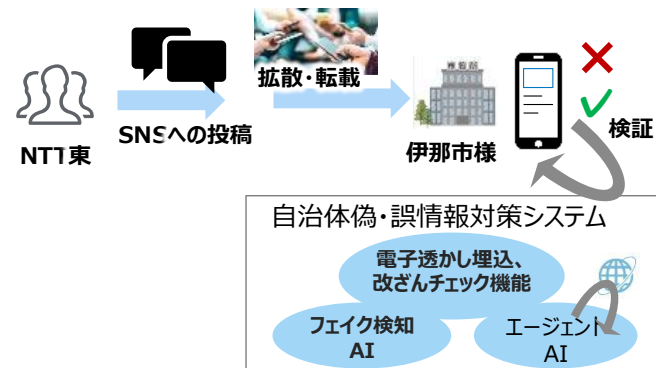 拡散・転載
SNSへの投稿
NTT東
伊那市様
検証
自治体偽・誤情報対策システム
電子透かし埋込、
改ざんチェック機能
フェイク検知
AI
エージェント
AI